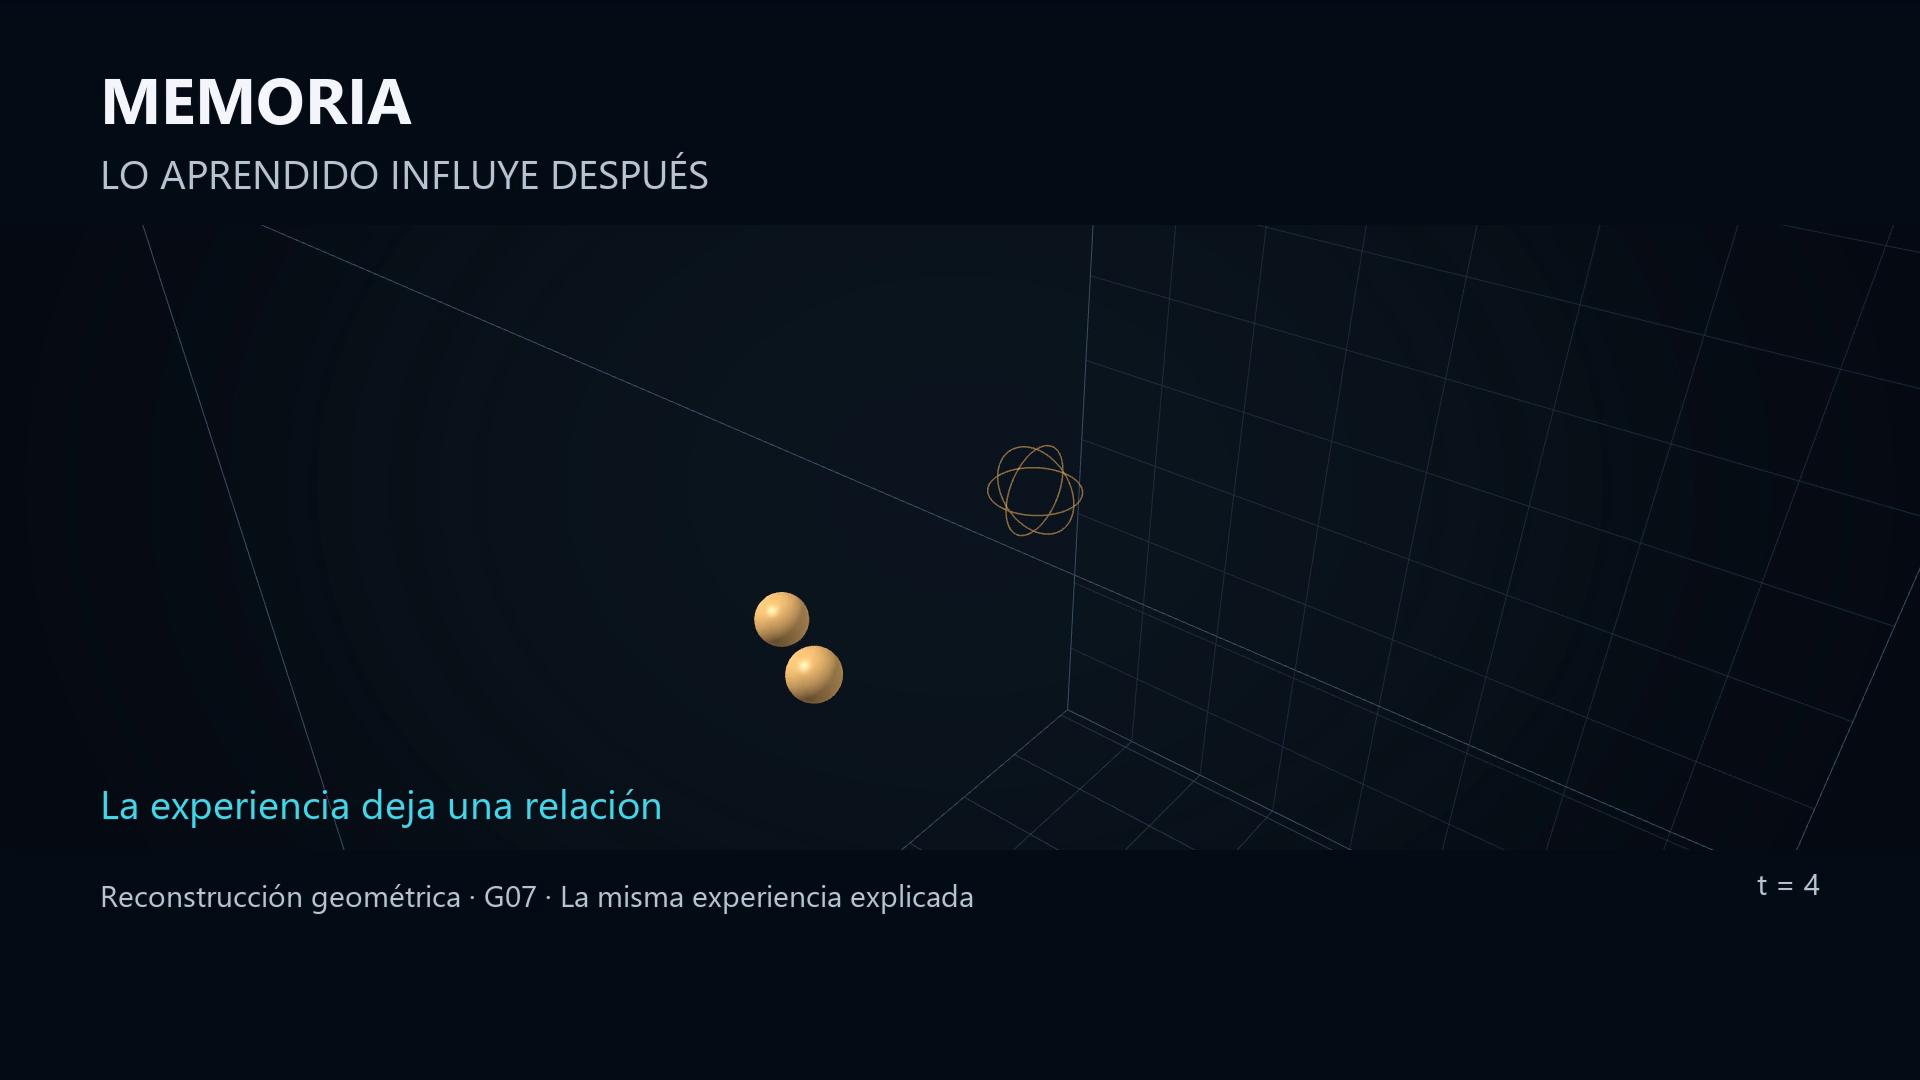 MEMORIA
LO APRENDIDO INFLUYE DESPUÉS
La experiencia deja una relación
Reconstrucción geométrica · G07 · La misma experiencia explicada
t = 4